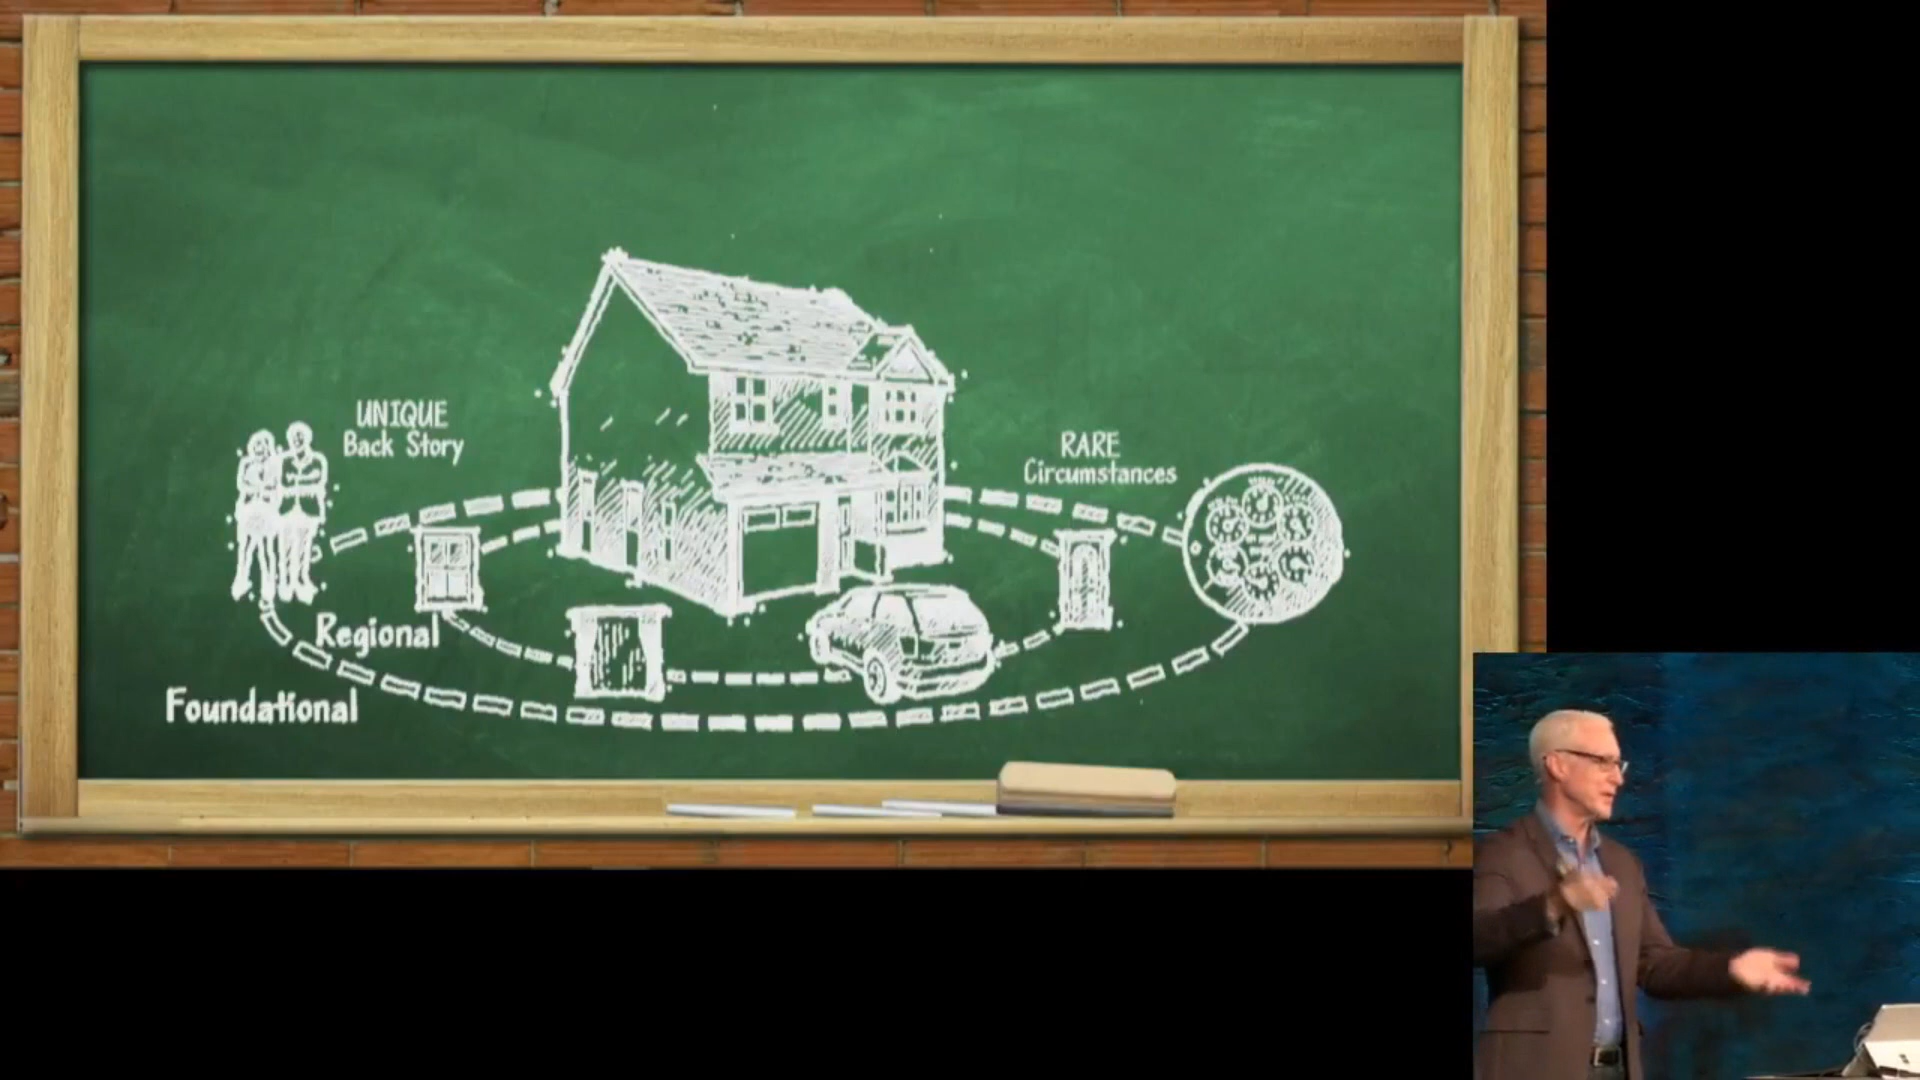 UNIQUE
Back Story
RARE
Circumstances
Regional
Foundational